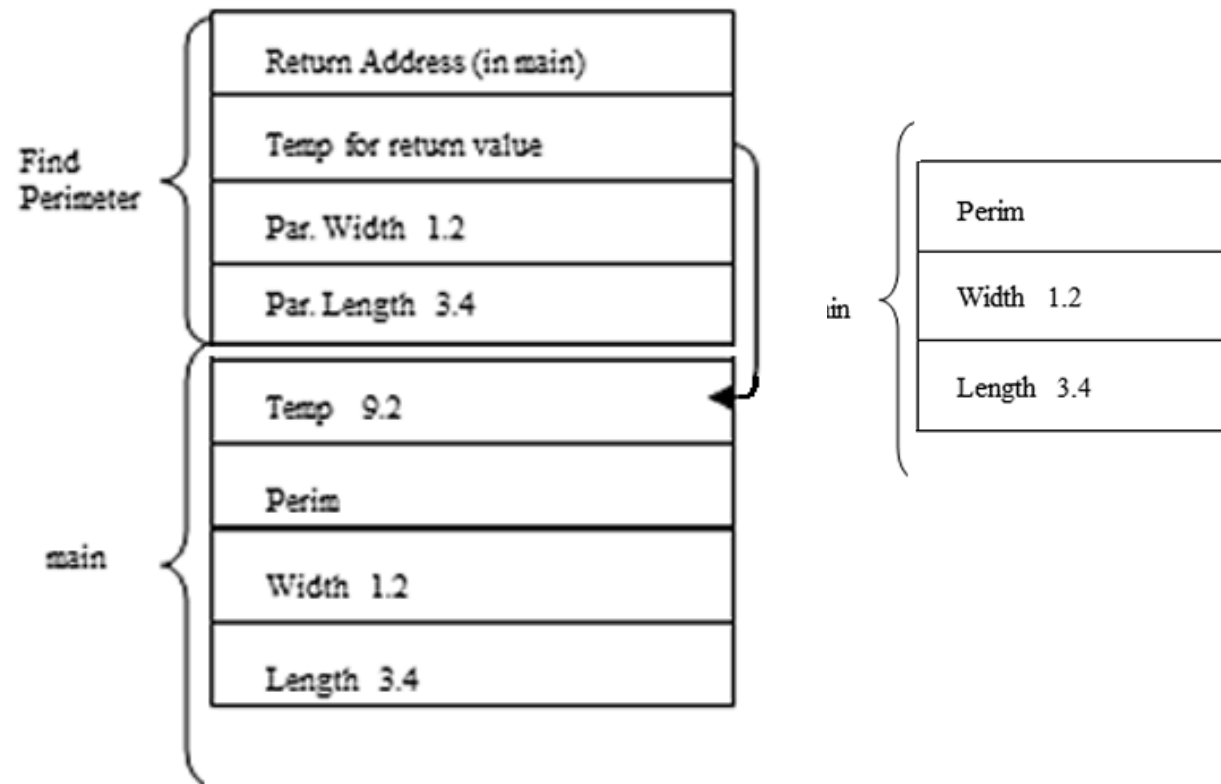 Return Address (in main)
Temp for return value
Find
Perimeter
Par. Width 1.2
Par. Length 3.4
Temp 9.2
Perim
main
Width 1.2
Length 3.4
Perim
Width 1.2
in
Length 3.4